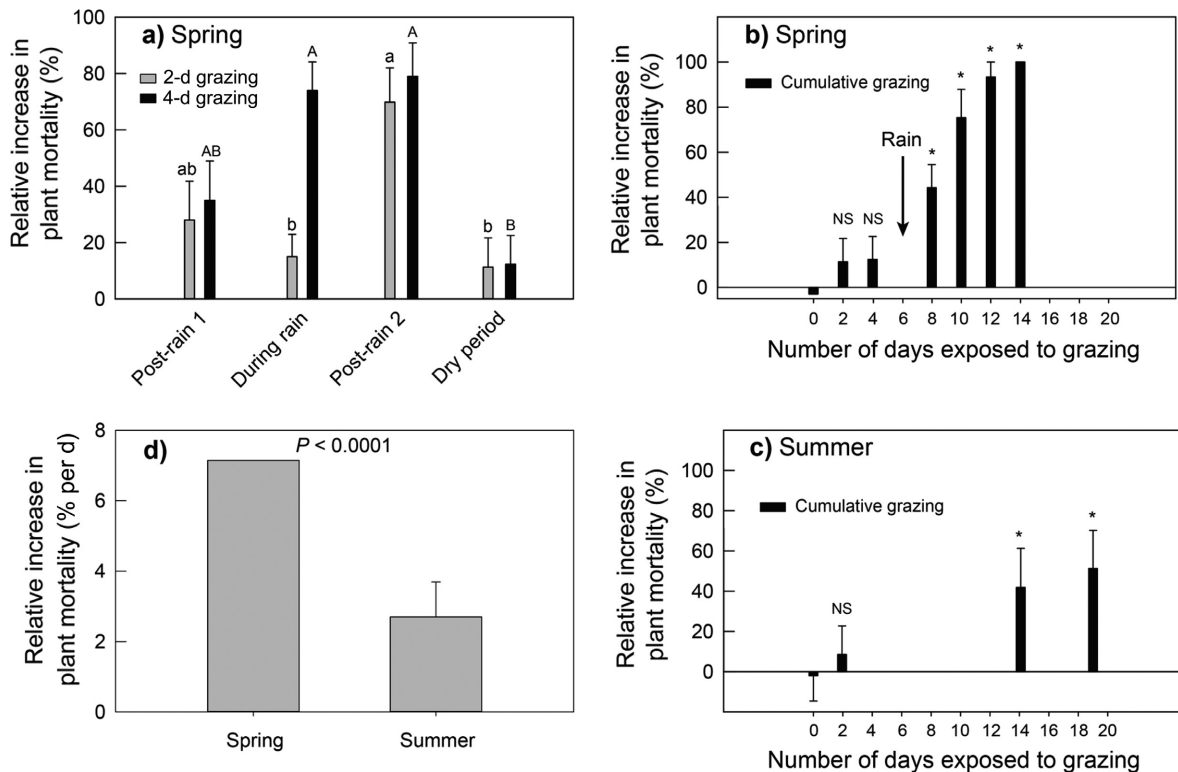 a) Spring
2-d grazing
4-d grazing
Relative increase in
plant mortality (%)
100
80
60
40
20
0
ab
AB
b
A
a
A
b
B
Post-rain 1
During rain
Post-rain 2
Dry period
b) Spring
Cumulative grazing
Relative increase in
plant mortality (%)
100
80
60
40
20
0
NS
NS
Rain
*
*
*
*
0 2 4 6 8 10 12 14 16 18 20
Number of days exposed to grazing
d)
P < 0.0001
Relative increase in
plant mortality (% per d)
8
6
4
2
0
Spring
Summer
c) Summer
Cumulative grazing
Relative increase in
plant mortality (%)
100
80
60
40
20
0
NS
*
*
0 2 4 6 8 10 12 14 16 18 20
Number of days exposed to grazing